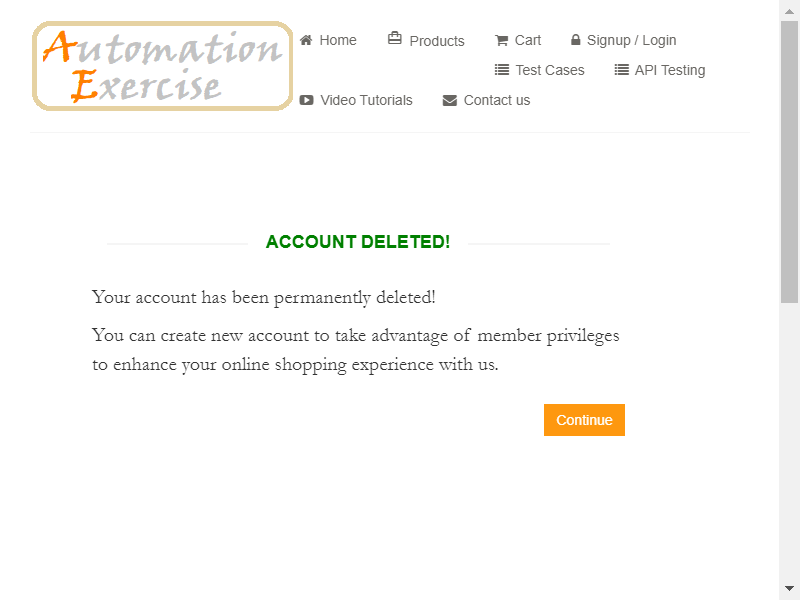 Automation
Exercise
Home Products Cart Signup / Login
Test Cases API Testing
Video Tutorials Contact us
ACCOUNT DELETED!
Your account has been permanently deleted!
You can create new account to take advantage of member privileges
to enhance your online shopping experience with us.
Continue